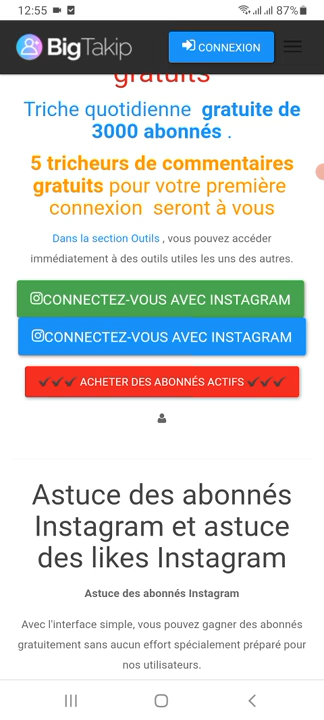 12:55
87%
BigTakip
CONNEXION
gratuits
Triche quotidienne gratuite de
3000 abonnés .
5 tricheurs de commentaires
gratuits pour votre première
connexion seront à vous
Dans la section Outils , vous pouvez accéder
immédiatement à des outils utiles les uns des autres.
CONNECTEZ-VOUS AVEC INSTAGRAM
CONNECTEZ-VOUS AVEC INSTAGRAM
ACHETER DES ABONNÉS ACTIFS
Astuce des abonnés
Instagram et astuce
des likes Instagram
Astuce des abonnés Instagram
Avec l'interface simple, vous pouvez gagner des abonnés
gratuitement sans aucun effort spécialement préparé pour
nos utilisateurs.